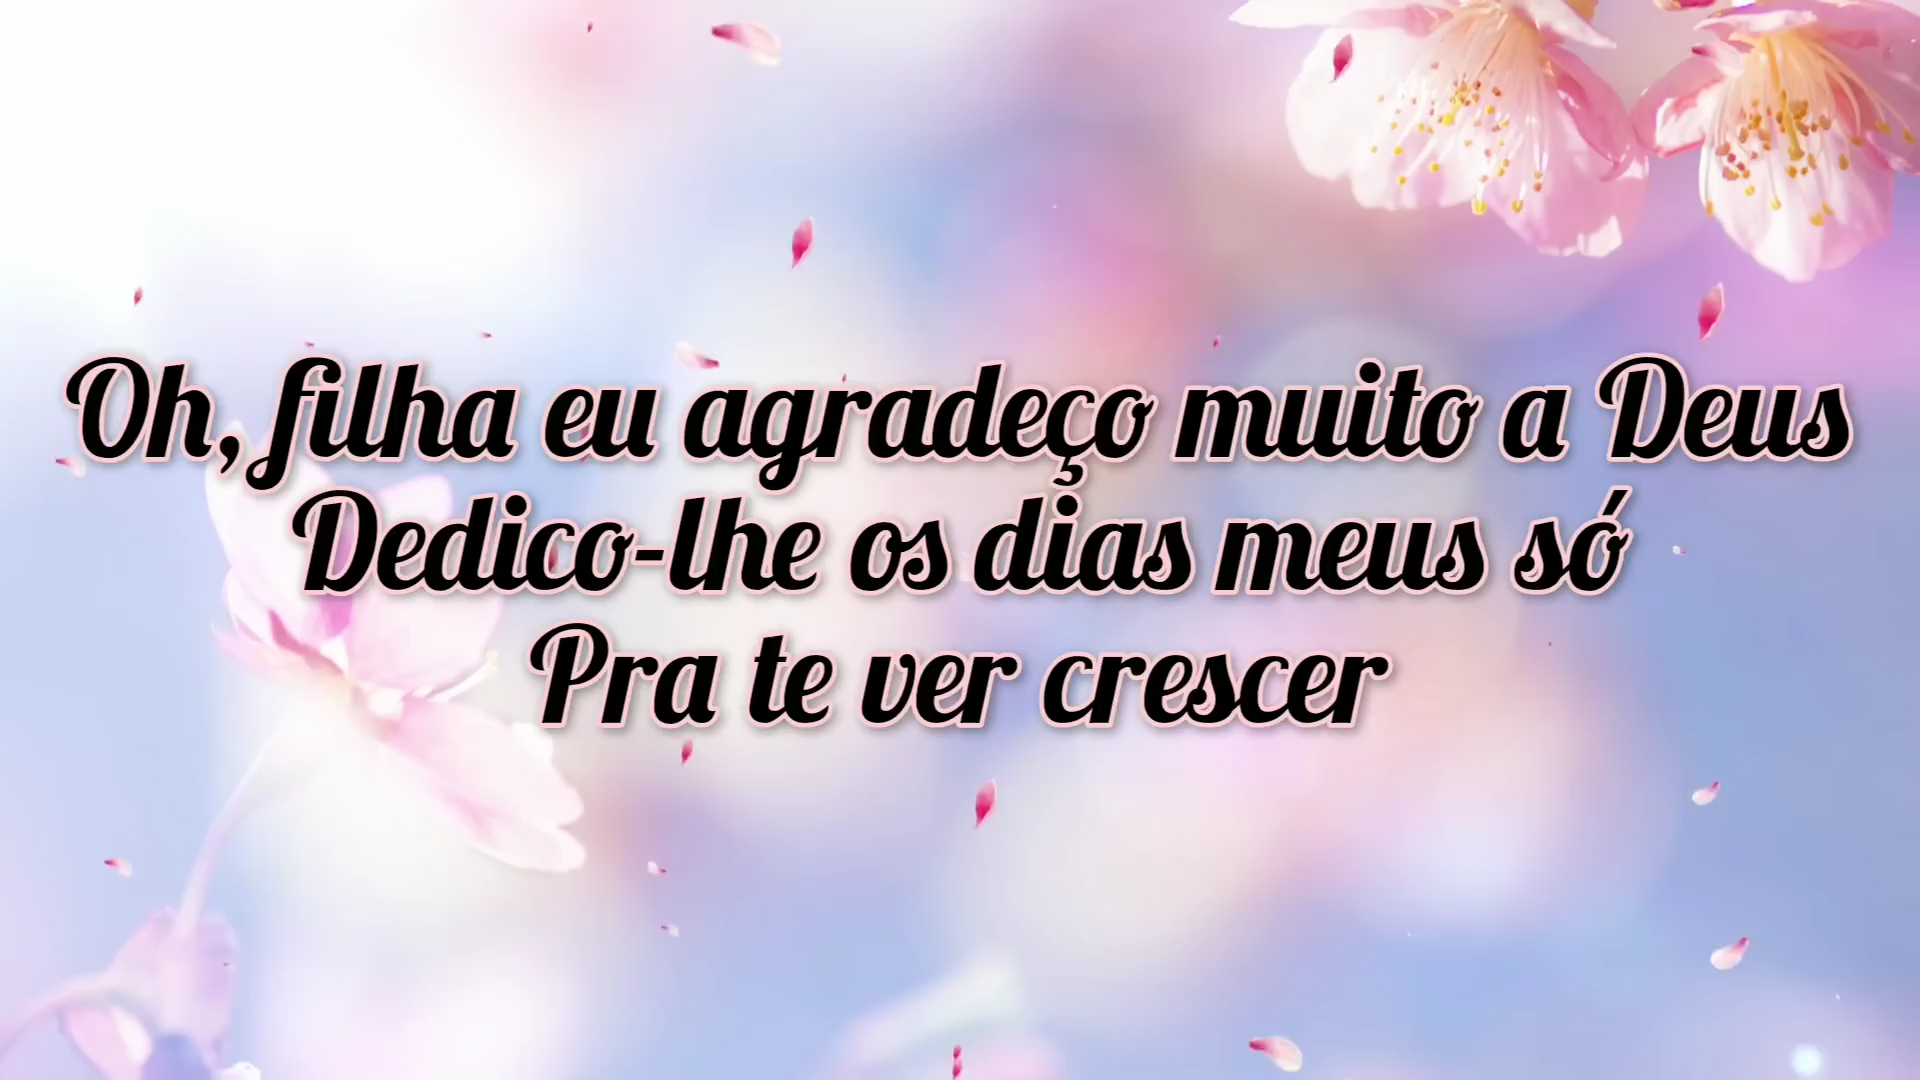 Oh, filha eu agradeço muito a Deus
Dedico-lhe os dias meus só
Pra te ver crescer